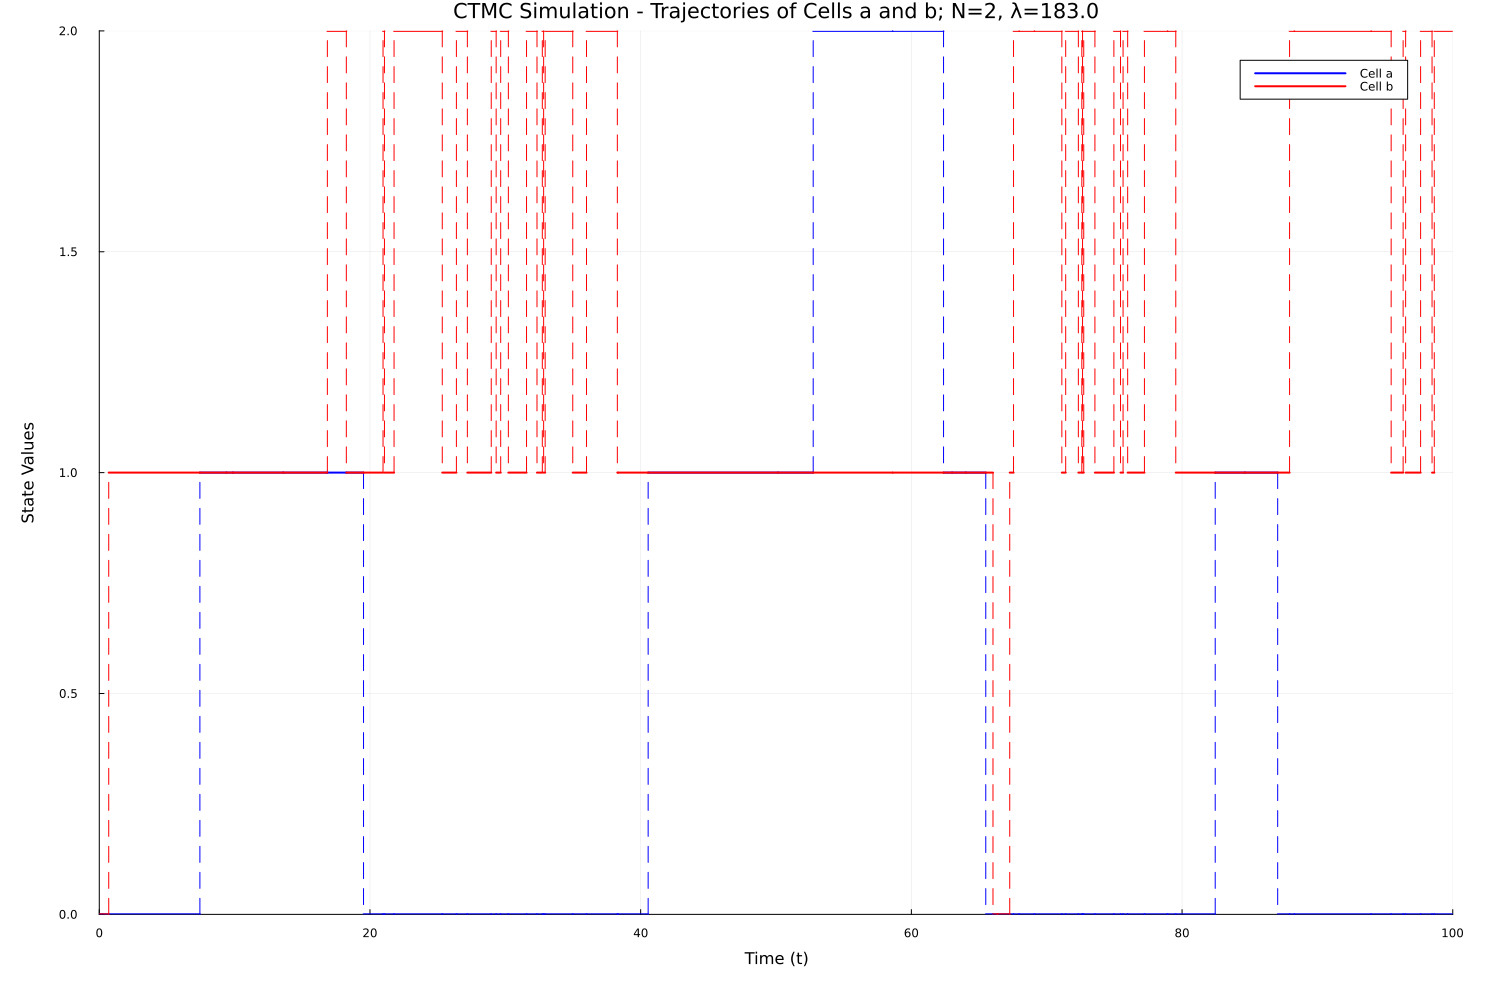 CTMC Simulation - Trajectories of Cells a and b; N=2, λ=183.0
2.0
Cell a
Cell b
1.5
1.0
State Values
0.5
0.0
0 20 40 60 80 100
Time (t)